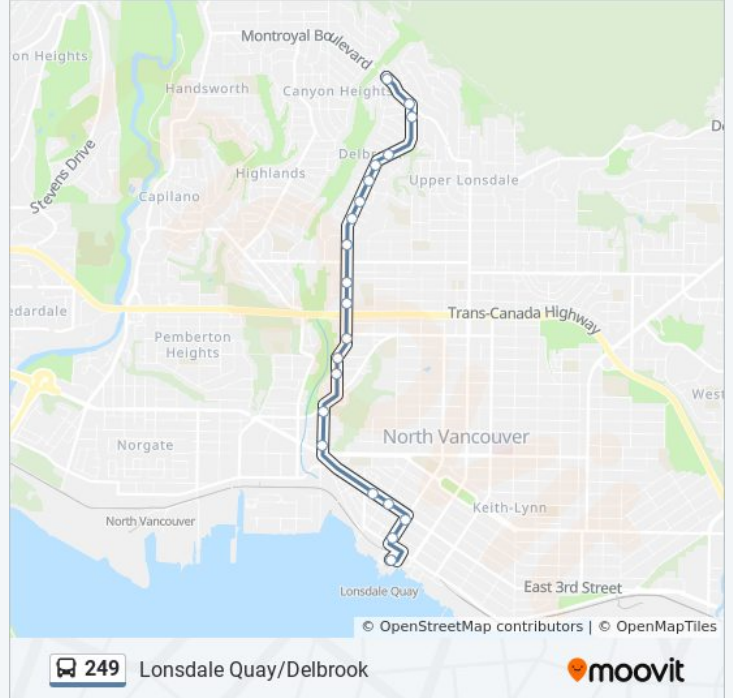 Montroyal Boulevard
on Heights
Handsworth
Canyon Heights
De
Delbr
Stevens Drive
Highlands
Upper Lonsdale
Capilano
edardale
Trans-Canada Highway
Pemberton
Heights
West
North Vancouver
Norgate
Keith-Lynn
North Vancouver
Lonsdale Quay
East 3rd Street
© OpenStreetMap contributors | © OpenMapTiles
249 Lonsdale Quay/Delbrook
moovit